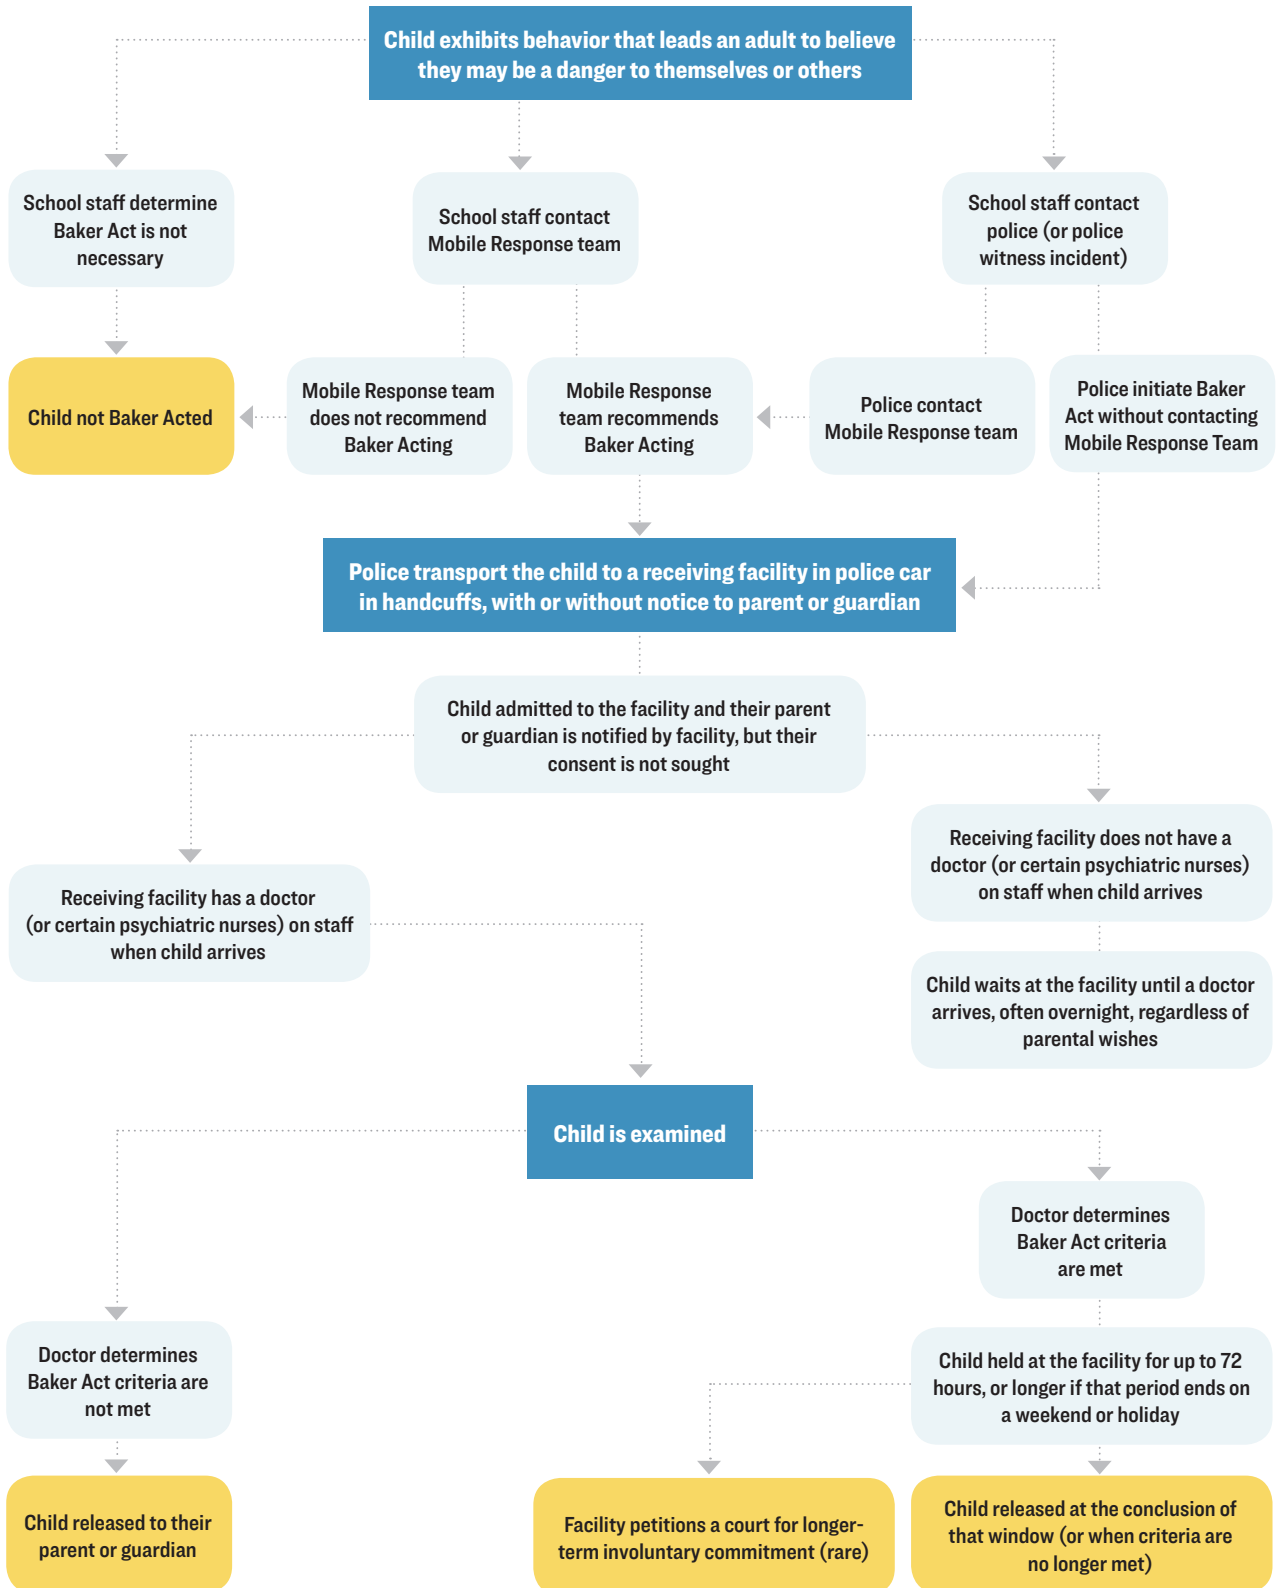 Child exhibits behavior that leads an adult to believe
they may be a danger to themselves or others
School staff determine
Baker Act is not
necessary
School staff contact
Mobile Response team
School staff contact
police (or police
witness incident)
Child not Baker Acted
Mobile Response team
does not recommend
Baker Acting
Mobile Response
team recommends
Baker Acting
Police contact
Mobile Response team
Police initiate Baker
Act without contacting
Mobile Response Team
Police transport the child to a receiving facility in police car
in handcuffs, with or without notice to parent or guardian
Child admitted to the facility and their parent
or guardian is notified by facility, but their
consent is not sought
Receiving facility has a doctor
(or certain psychiatric nurses) on staff
when child arrives
Receiving facility does not have a
doctor (or certain psychiatric nurses)
on staff when child arrives
Child waits at the facility until a doctor
arrives, often overnight, regardless of
parental wishes
Child is examined
Doctor determines
Baker Act criteria
are met
Doctor determines
Baker Act criteria are
not met
Child held at the facility for up to 72
hours, or longer if that period ends on
a weekend or holiday
Child released to their
parent or guardian
Facility petitions a court for longer-
term involuntary commitment (rare)
Child released at the conclusion of
that window (or when criteria are
no longer met)